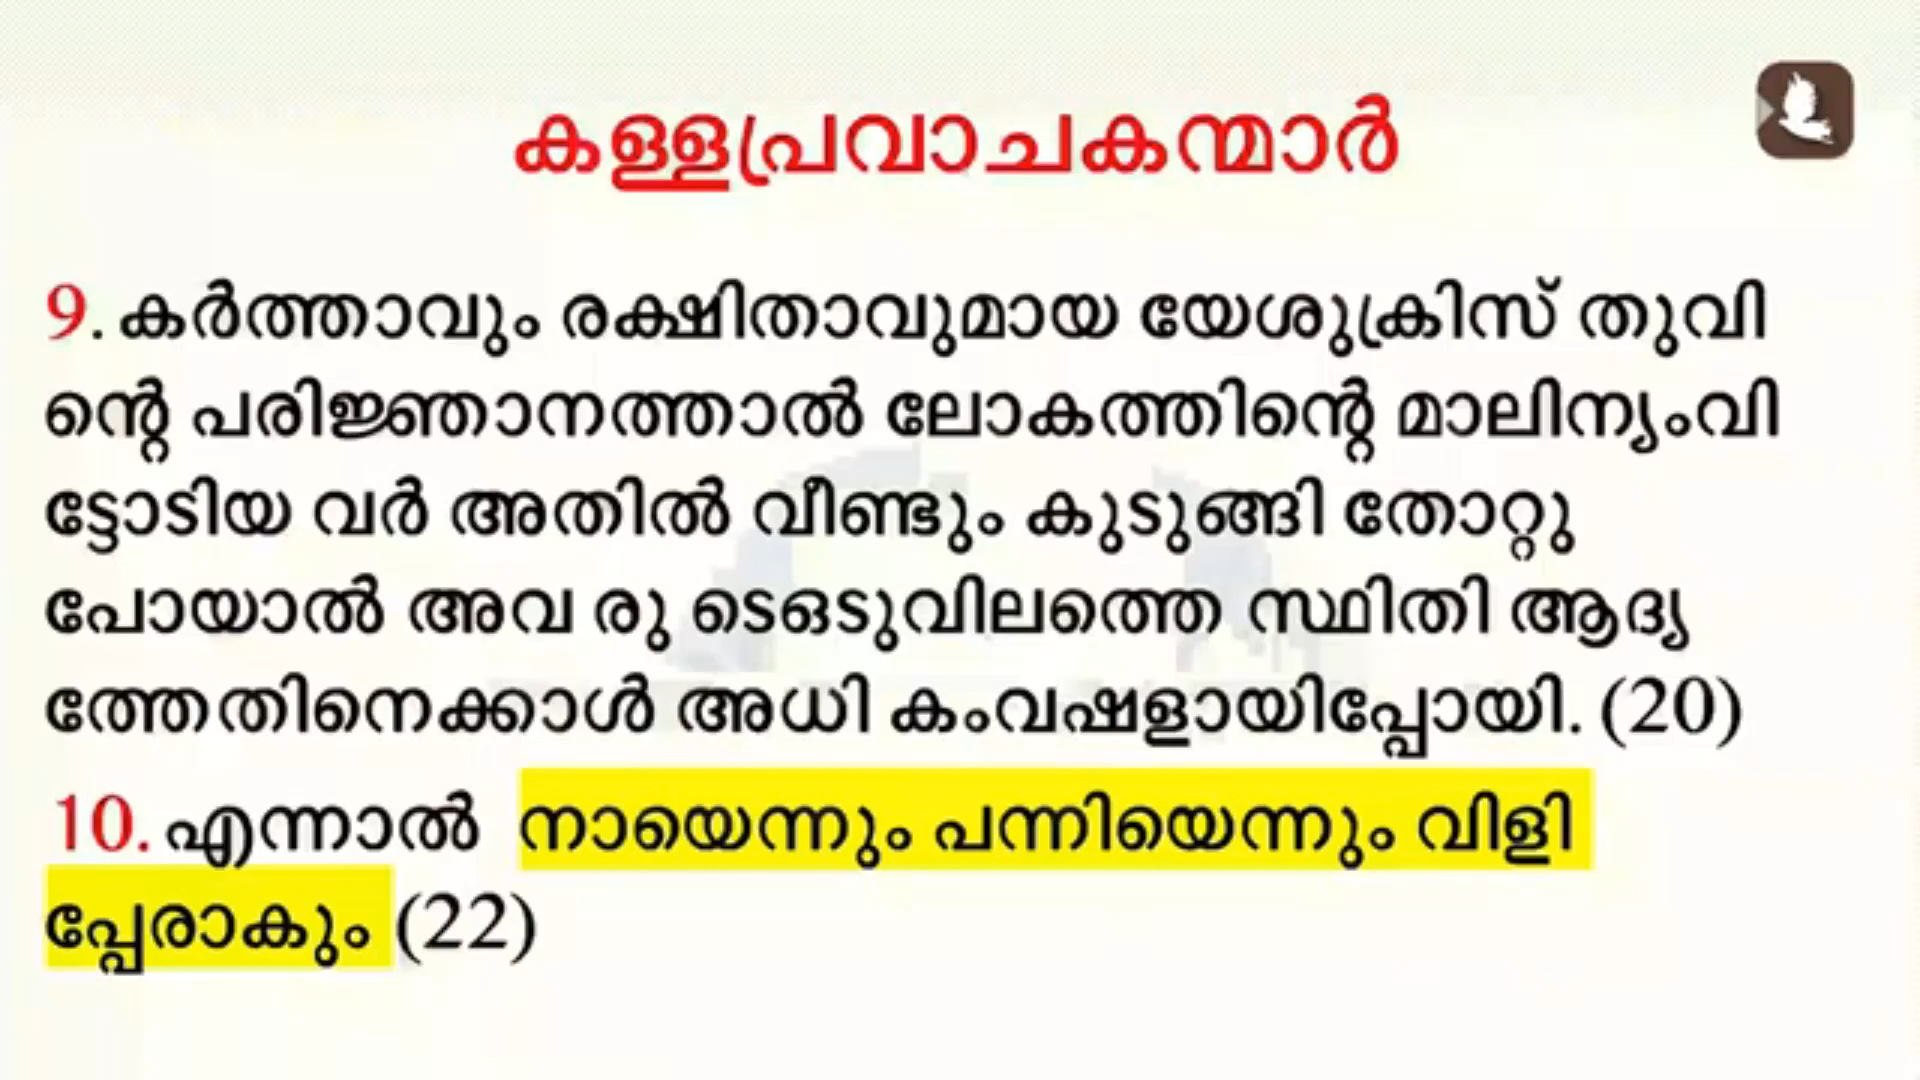 കള്ളപ്രവാചകന്മാർ
9. കർത്താവും രക്ഷിതാവുമായ യേശുക്രിസ് തുവി
ന്റെ പരിജ്ഞാനത്താൽ ലോകത്തിന്റെ മാലിന്യംവി
ട്ടോടിയ വർ അതിൽ വീണ്ടും കുടുങ്ങി തോറ്റു
പോയാൽ അവ രു ടെഒടുവിലത്തെ സ്ഥിതി ആദ്യ
ത്തേതിനെക്കാൾ അധി കംവഷളായിപ്പോയി. (20)
10. എന്നാൽ നായെന്നും പന്നിയെന്നും വിളി
പ്പേരാകും (22)